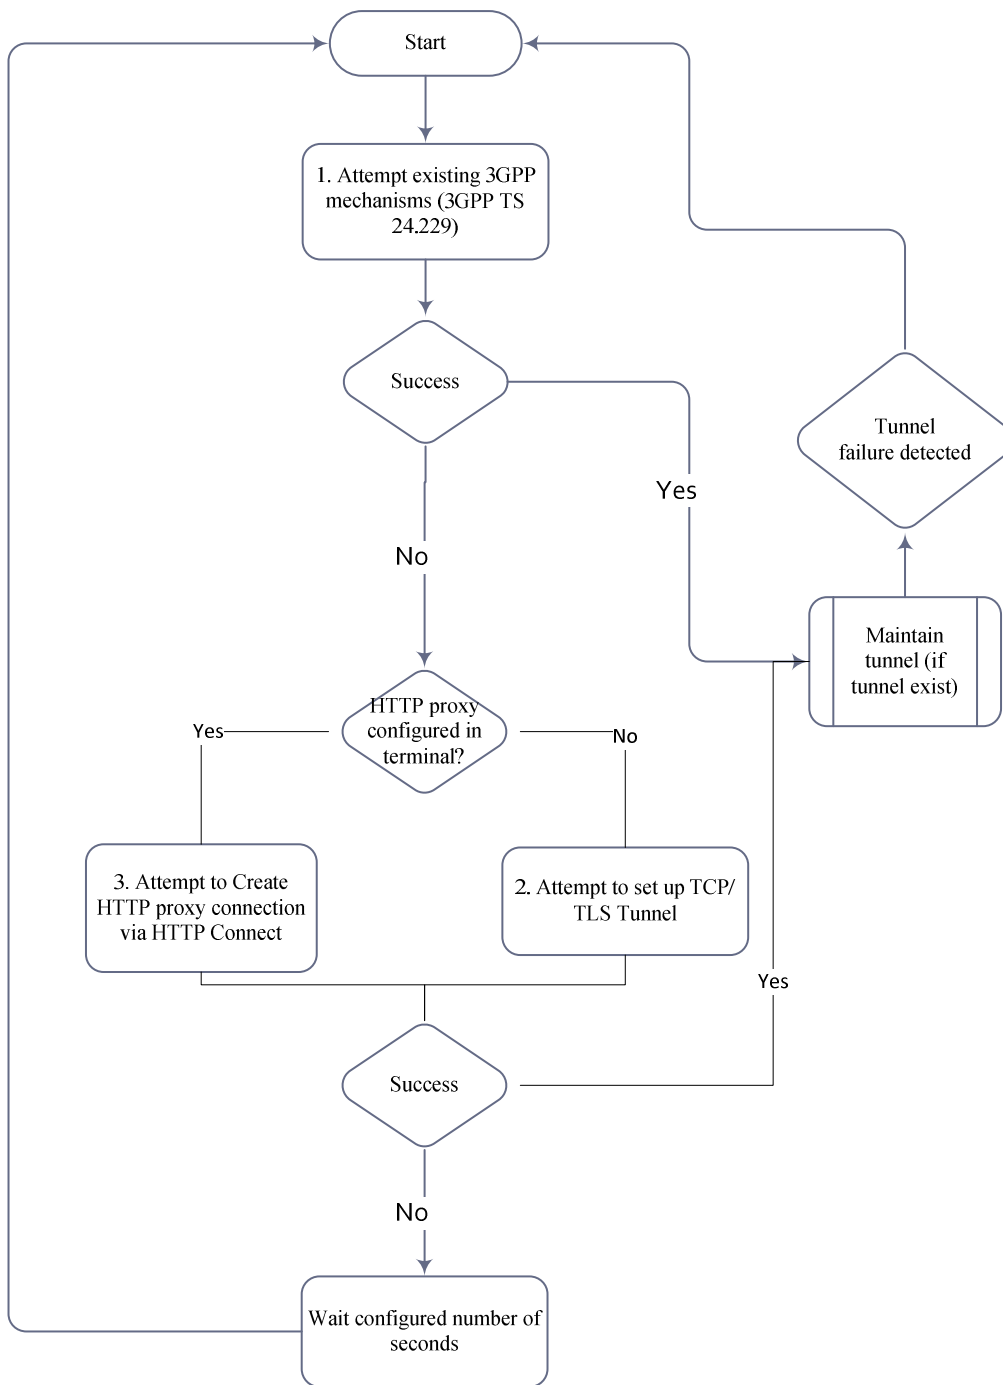 Start
1. Attempt existing 3GPP
mechanisms (3GPP TS
24.229)
Success
Tunnel
failure detected
Yes
No
Maintain
tunnel (if
tunnel exist)
HTTP proxy
configured in
terminal?
Yes
No
3. Attempt to Create
HTTP proxy connection
via HTTP Connect
2. Attempt to set up TCP/
TLS Tunnel
Yes
Success
No
Wait configured number of
seconds